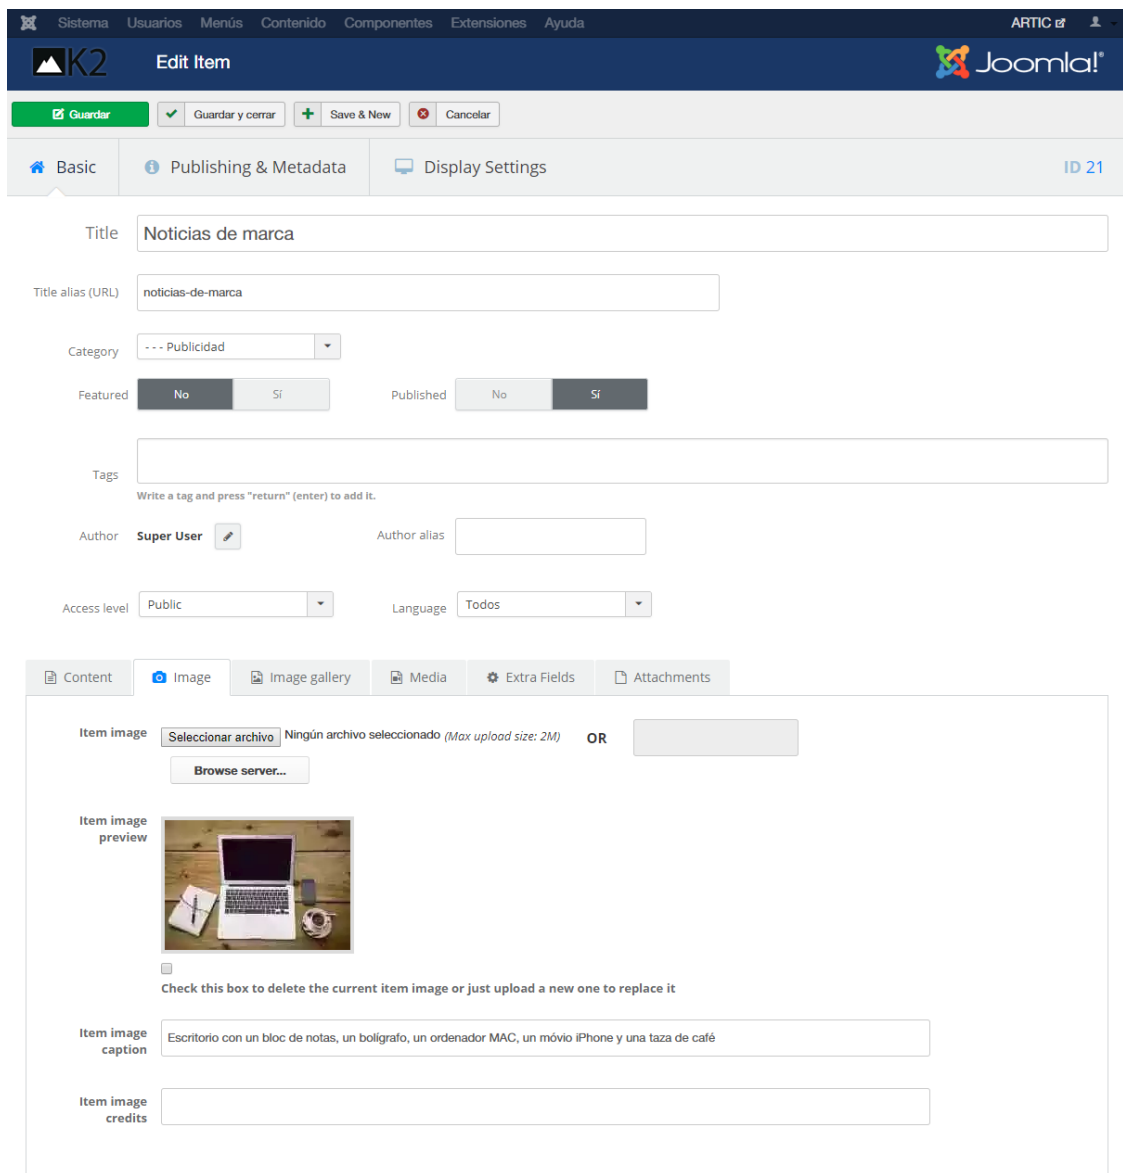 Sistema Usuarios Menús Contenido Componentes Extensiones Ayuda ARTIC
K2 Edit Item Joomla!®
Guardar Guardar y cerrar Save & New Cancelar
Basic Publishing & Metadata Display Settings ID 21
Title Noticias de marca
Title alias (URL) noticias-de-marca
Category - - - Publicidad
Featured No Sí Published No Sí
Tags
Write a tag and press "return" (enter) to add it.
Author Super User Author alias
Access level Public Language Todos
Content Image Image gallery Media Extra Fields Attachments
Item image Seleccionar archivo Ningún archivo seleccionado (Max upload size: 2M) OR
Browse server...
Item image
preview
Check this box to delete the current item image or just upload a new one to replace it
Item image
caption Escritorio con un bloc de notas, un bolígrafo, un ordenador MAC, un móvio iPhone y una taza de café
Item image
credits